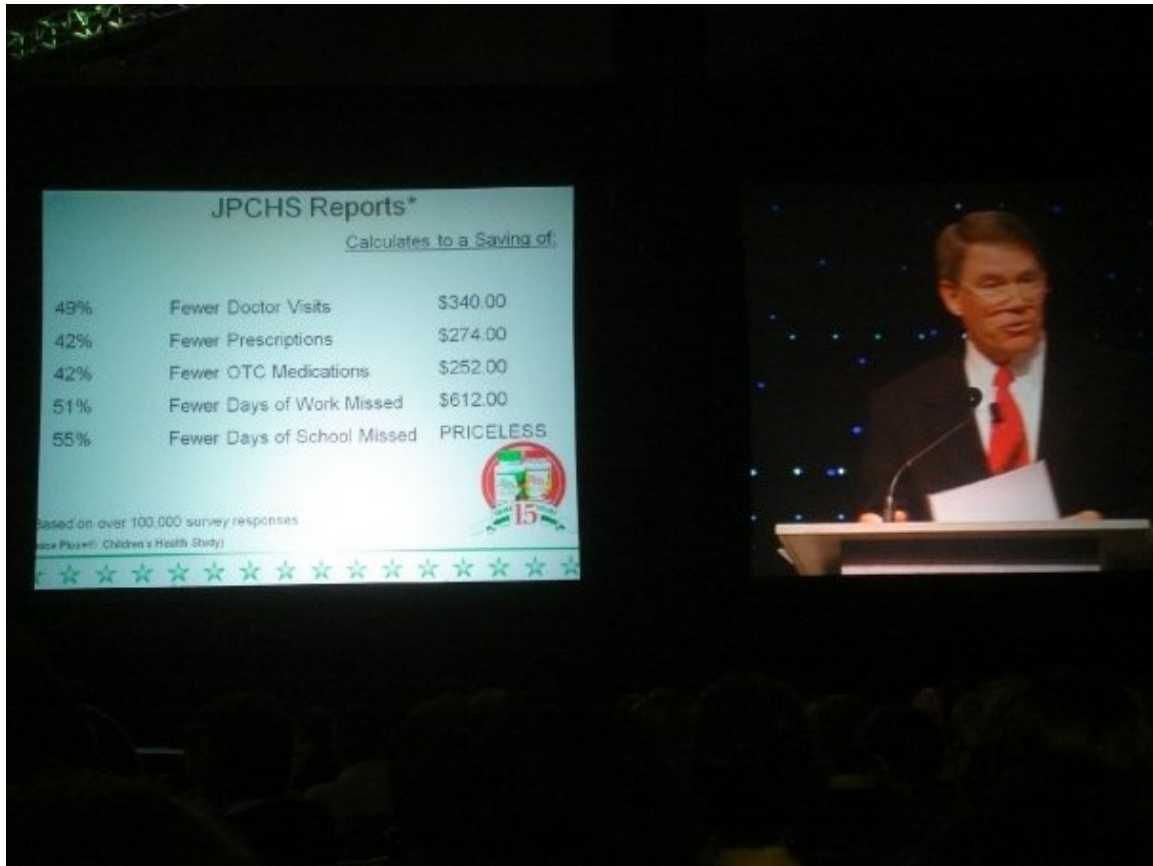 JPCHS Reports*
Calculates to a Saving of:
49% Fewer Doctor Visits $340.00
42% Fewer Prescriptions $274.00
42% Fewer OTC Medications $252.00
51% Fewer Days of Work Missed $612.00
55% Fewer Days of School Missed PRICELESS
15
Based on over 100,000 survey responses
Children's Health Study)